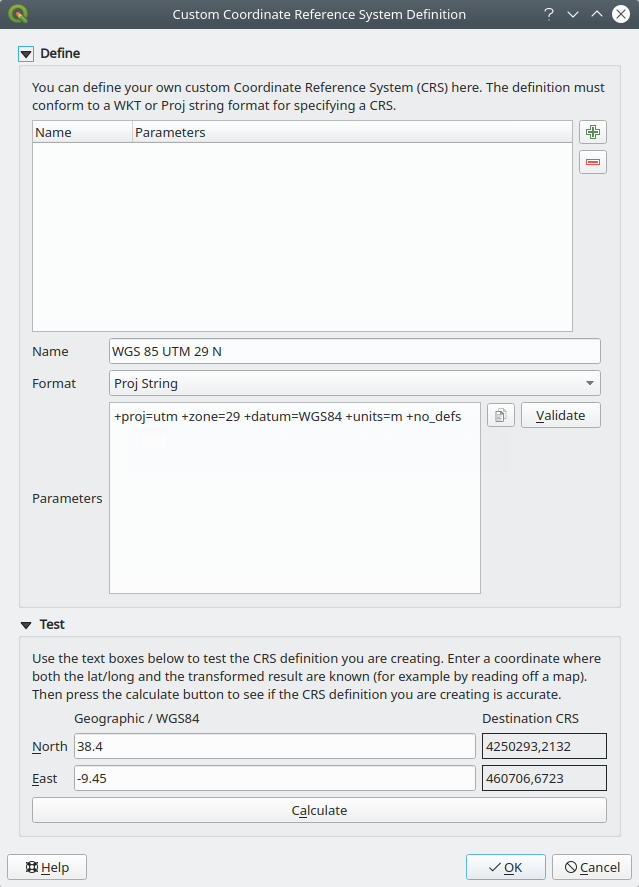 Custom Coordinate Reference System Definition
Define
You can define your own custom Coordinate Reference System (CRS) here. The definition must
conform to a WKT or Proj string format for specifying a CRS.
Name Parameters
Name WGS 85 UTM 29 N
Format Proj String
+proj=utm +zone=29 +datum=WGS84 +units=m +no_defs
Validate
Parameters
Test
Use the text boxes below to test the CRS definition you are creating. Enter a coordinate where
both the lat/long and the transformed result are known (for example by reading off a map).
Then press the calculate button to see if the CRS definition you are creating is accurate.
Geographic / WGS84 Destination CRS
North 38.4 4250293,2132
East -9.45 460706,6723
Calculate
Help OK Cancel